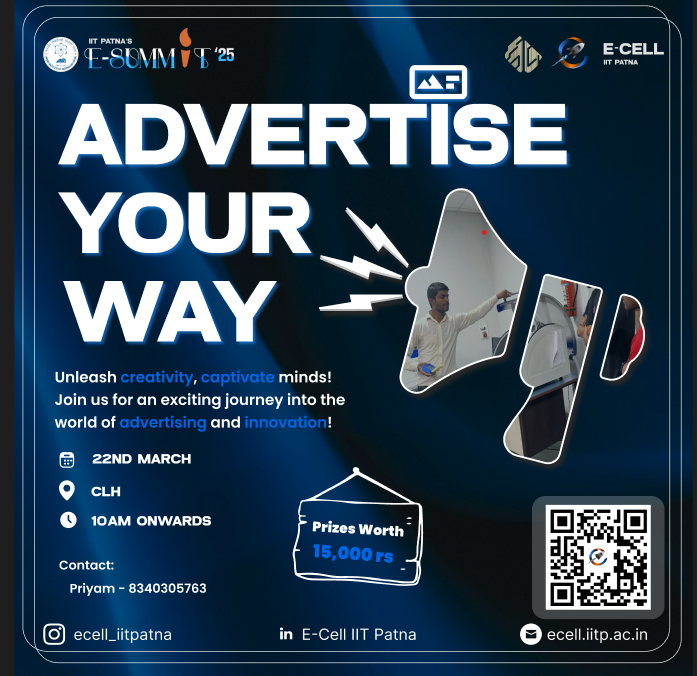 IIT PATNA'S
E-SUMMIT '25
E-CELL
IIT PATNA
ADVERTISE
YOUR
WAY
Unleash creativity, captivate minds!
Join us for an exciting journey into the
world of advertising and innovation!
22ND MARCH
CLH
10AM ONWARDS
Prizes Worth
15,000 rs
Contact:
Priyam - 8340305763
ecell_iitpatna
in E-Cell IIT Patna
ecell.iitp.ac.in